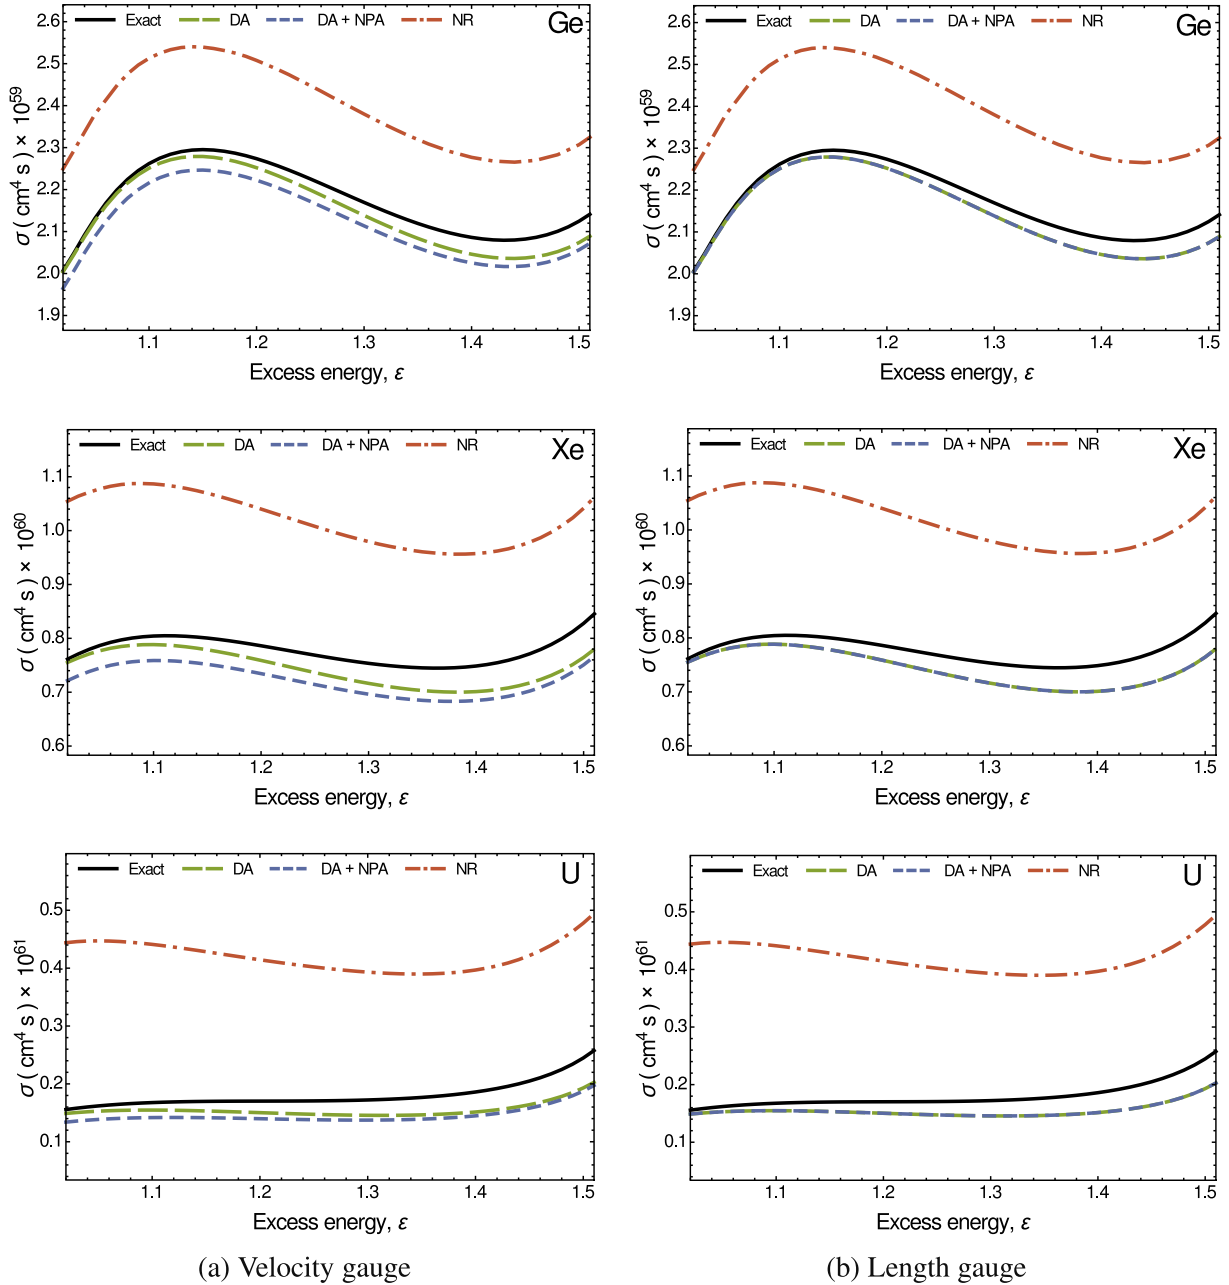 Exact DA DA + NPA NR Ge
2.6
2.5
2.4
2.3
2.2
2.1
2.0
1.9
σ ( cm⁴ s ) × 10⁵⁹
1.1 1.2 1.3 1.4 1.5
Excess energy, ε
Exact DA DA + NPA NR Ge
2.6
2.5
2.4
2.3
2.2
2.1
2.0
1.9
σ ( cm⁴ s ) × 10⁵⁹
1.1 1.2 1.3 1.4 1.5
Excess energy, ε
Exact DA DA + NPA NR Xe
1.1
1.0
0.9
0.8
0.7
0.6
σ ( cm⁴ s ) × 10⁶⁰
1.1 1.2 1.3 1.4 1.5
Excess energy, ε
Exact DA DA + NPA NR Xe
1.1
1.0
0.9
0.8
0.7
0.6
σ ( cm⁴ s ) × 10⁶⁰
1.1 1.2 1.3 1.4 1.5
Excess energy, ε
Exact DA DA + NPA NR U
0.5
0.4
0.3
0.2
0.1
σ ( cm⁴ s ) × 10⁶¹
1.1 1.2 1.3 1.4 1.5
Excess energy, ε
Exact DA DA + NPA NR U
0.5
0.4
0.3
0.2
0.1
σ ( cm⁴ s ) × 10⁶¹
1.1 1.2 1.3 1.4 1.5
Excess energy, ε
(a) Velocity gauge
(b) Length gauge